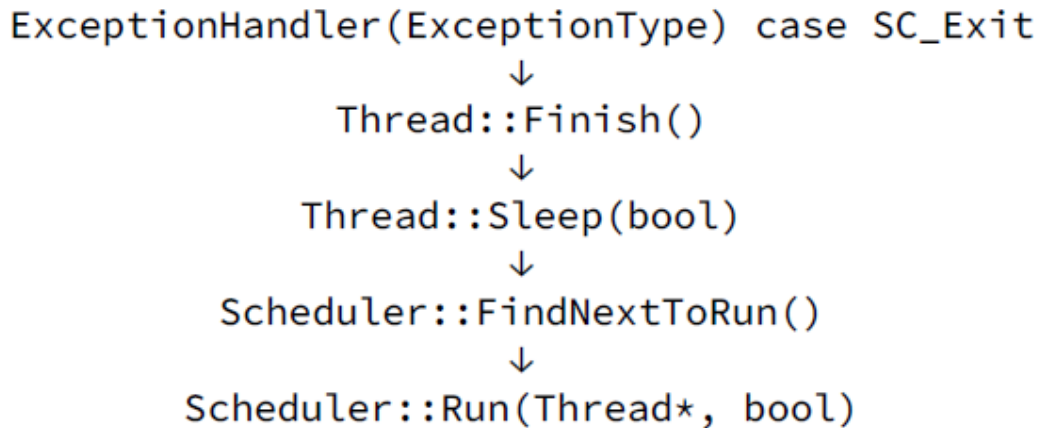 ExceptionHandler(ExceptionType) case SC_Exit
↓
Thread::Finish()
↓
Thread::Sleep(bool)
↓
Scheduler::FindNextToRun()
↓
Scheduler::Run(Thread*, bool)